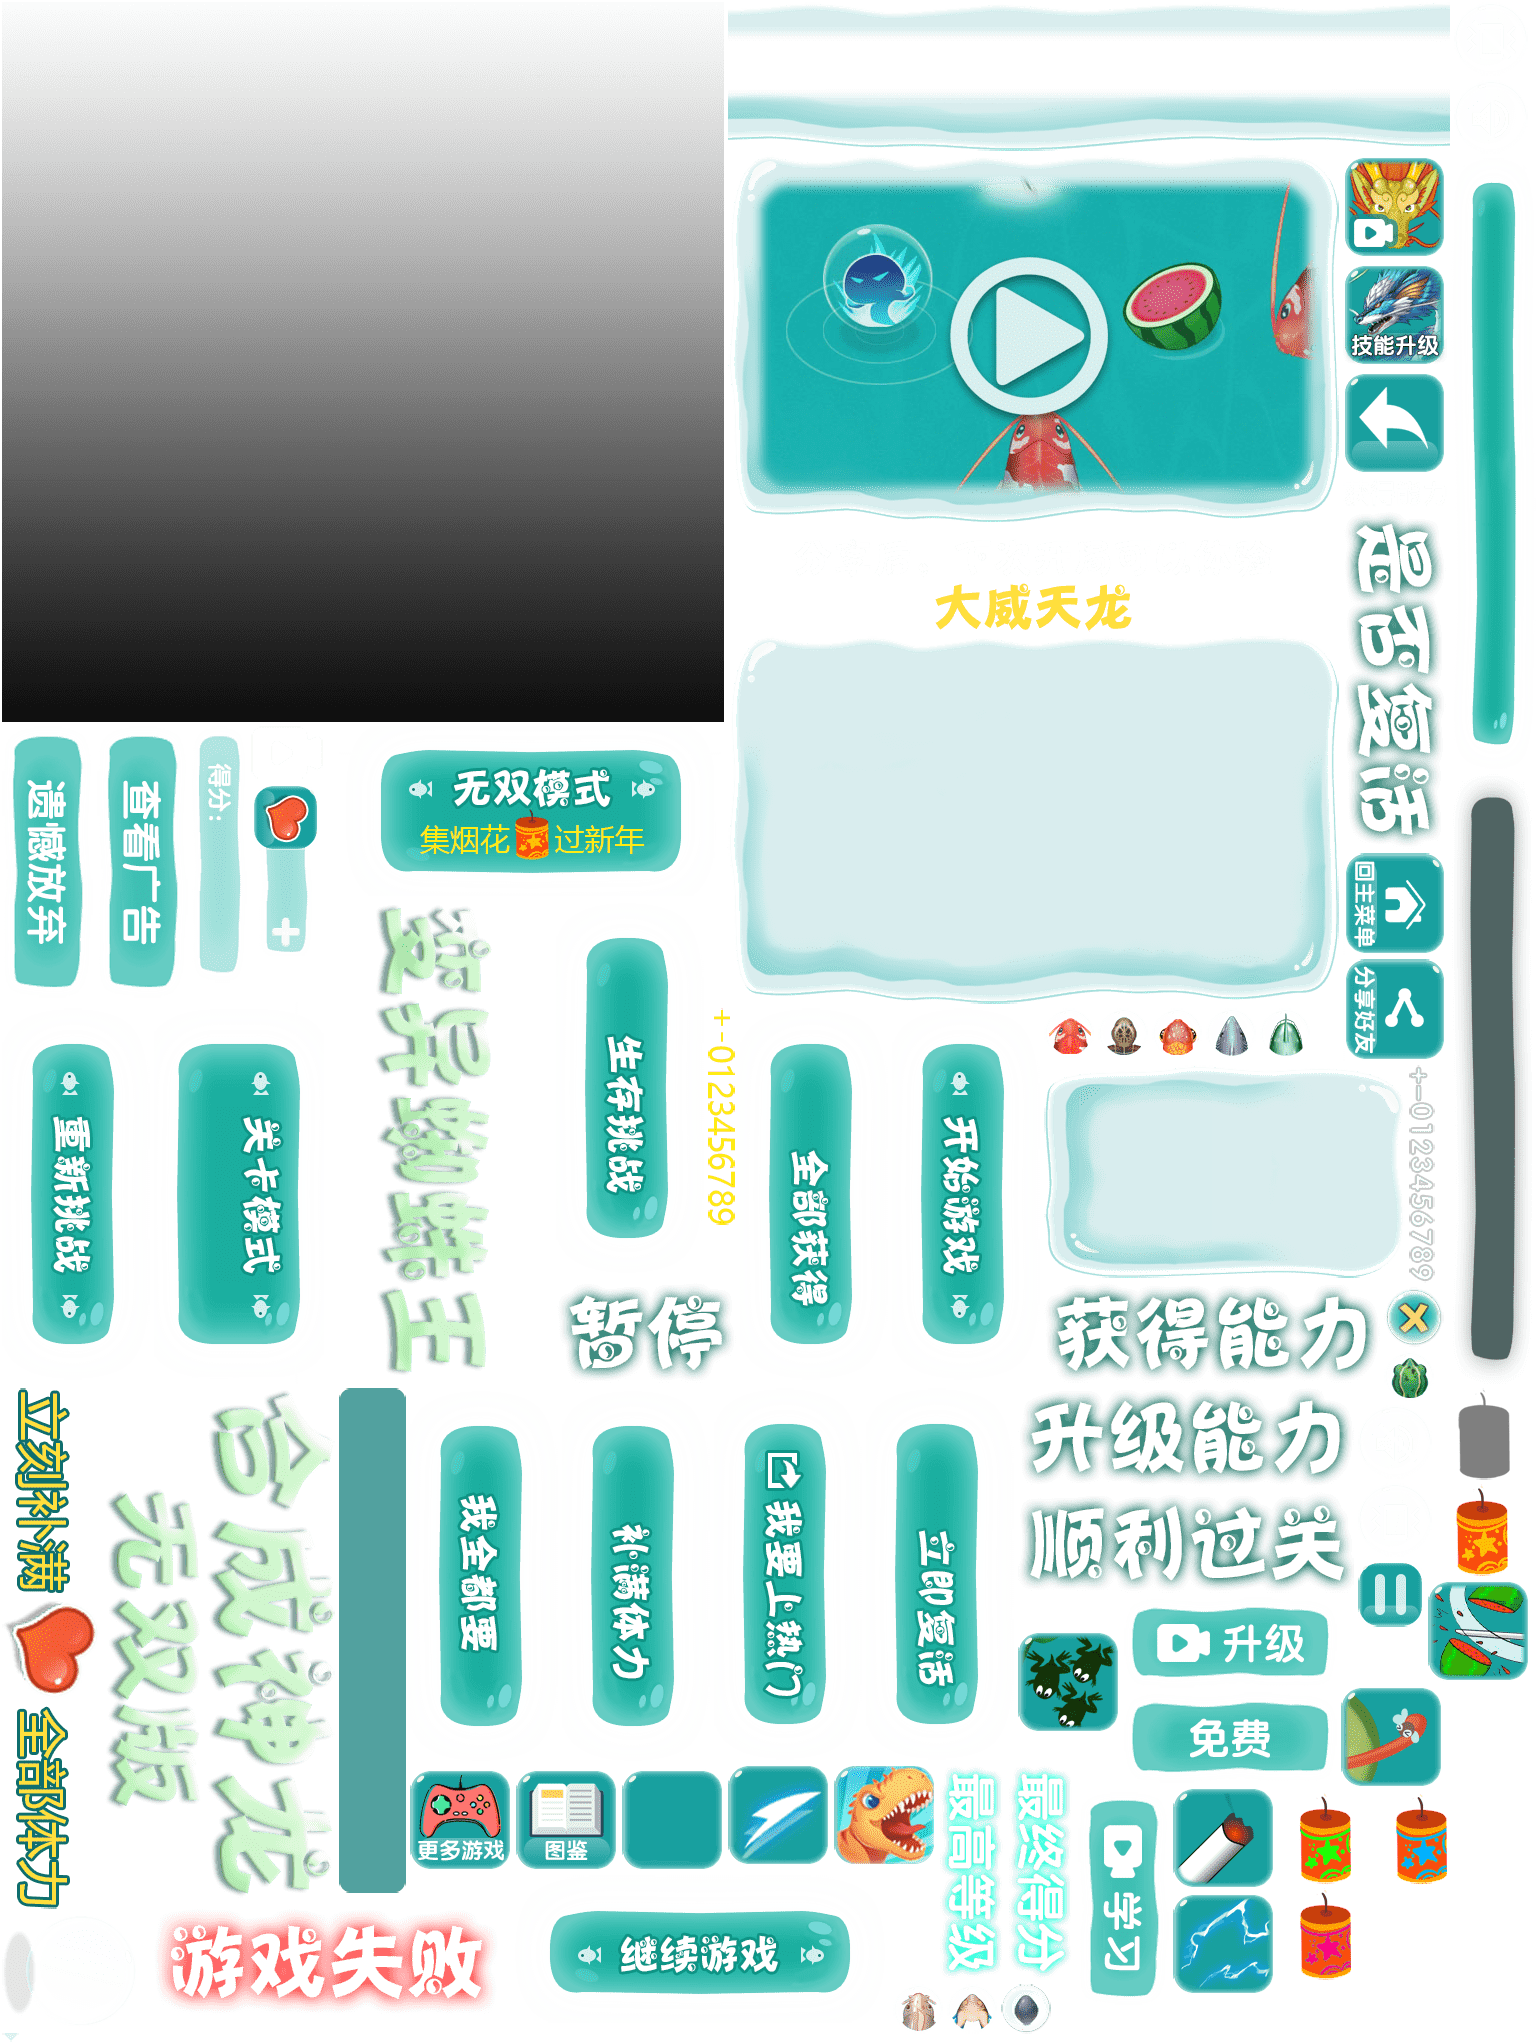 技能升级
大威天龙
是否复活
遗憾放弃
查看广告
得分:
无双模式
集烟花
过新年
回主菜单
分享好友
变异蝌蚪王
生存挑战
+-0123456789
+-0123456789
重新挑战
关卡模式
全部获得
开始游戏
暂停
获得能力
升级能力
顺利过关
立刻补满
全部体力
合成神龙
无双版
我全都要
补满体力
我要上热门
立即复活
升级
免费
更多游戏
图鉴
最终得分
最高等级
学习
游戏失败
继续游戏